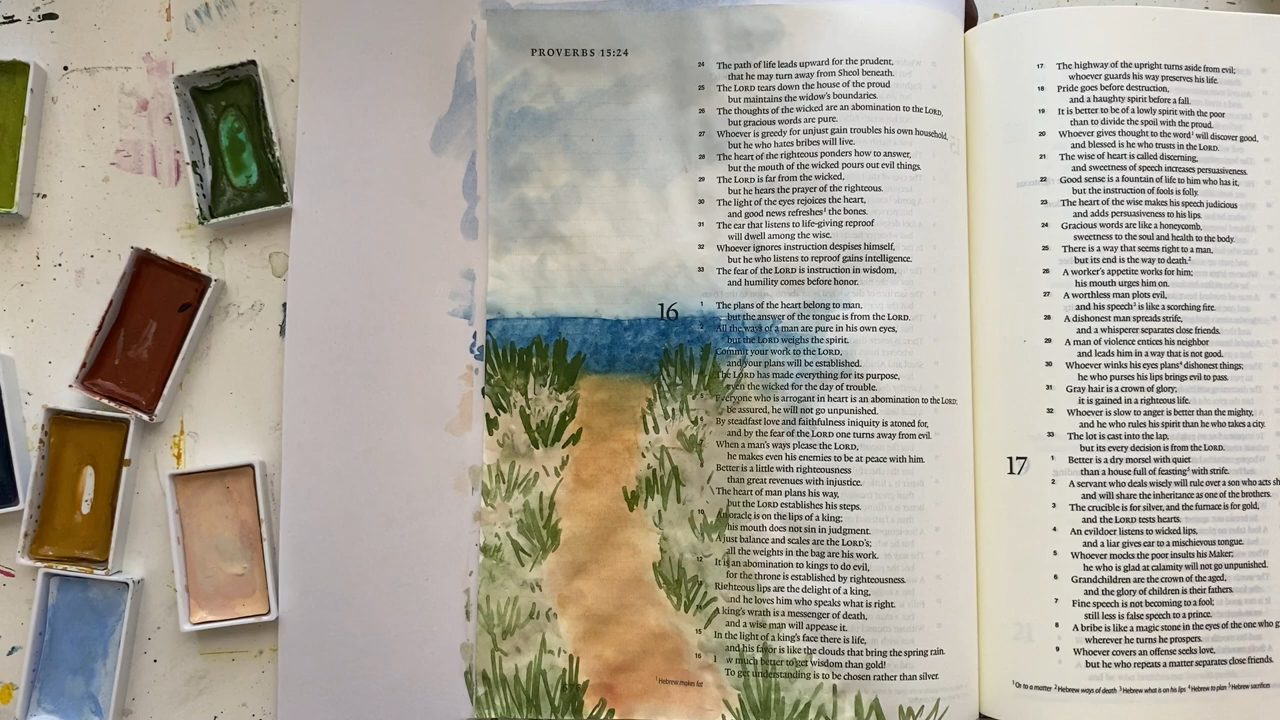 PROVERBS 15:24
24 The path of life leads upward for the prudent,
that he may turn away from Sheol beneath.
25 The LORD tears down the house of the proud
but maintains the widow's boundaries.
26 The thoughts of the wicked are an abomination to the LORD,
but gracious words are pure.
27 Whoever is greedy for unjust gain troubles his own household,
but he who hates bribes will live.
28 The heart of the righteous ponders how to answer,
but the mouth of the wicked pours out evil things.
29 The LORD is far from the wicked,
but he hears the prayer of the righteous.
30 The light of the eyes rejoices the heart,
and good news refreshes¹ the bones.
31 The ear that listens to life-giving reproof
will dwell among the wise.
32 Whoever ignores instruction despises himself,
but he who listens to reproof gains intelligence.
33 The fear of the LORD is instruction in wisdom,
and humility comes before honor.
16
1 The plans of the heart belong to man,
but the answer of the tongue is from the LORD.
2 All the ways of a man are pure in his own eyes,
but the LORD weighs the spirit.
Commit your work to the LORD,
and your plans will be established.
The LORD has made everything for its purpose,
even the wicked for the day of trouble.
5 Everyone who is arrogant in heart is an abomination to the LORD;
be assured, he will not go unpunished.
By steadfast love and faithfulness iniquity is atoned for,
and by the fear of the LORD one turns away from evil.
When a man's ways please the LORD,
he makes even his enemies to be at peace with him.
Better is a little with righteousness
than great revenues with injustice.
The heart of man plans his way,
but the LORD establishes his steps.
10 An oracle is on the lips of a king;
his mouth does not sin in judgment.
A just balance and scales are the LORD's;
all the weights in the bag are his work.
12 It is an abomination to kings to do evil,
for the throne is established by righteousness.
Righteous lips are the delight of a king,
and he loves him who speaks what is right.
A king's wrath is a messenger of death,
and a wise man will appease it.
15 In the light of a king's face there is life,
and his favor is like the clouds that bring the spring rain.
16 much better to get wisdom than gold!
To get understanding is to be chosen rather than silver.
¹ Hebrew makes fat
17 The highway of the upright turns aside from evil;
whoever guards his way preserves his life.
18 Pride goes before destruction,
and a haughty spirit before a fall.
19 It is better to be of a lowly spirit with the poor
than to divide the spoil with the proud.
20 Whoever gives thought to the word¹ will discover good,
and blessed is he who trusts in the LORD.
21 The wise of heart is called discerning,
and sweetness of speech increases persuasiveness.
22 Good sense is a fountain of life to him who has it,
but the instruction of fools is folly.
23 The heart of the wise makes his speech judicious
and adds persuasiveness to his lips.
24 Gracious words are like a honeycomb,
sweetness to the soul and health to the body.
25 There is a way that seems right to a man,
but its end is the way to death.²
26 A worker's appetite works for him;
his mouth urges him on.
27 A worthless man plots evil,
and his speech³ is like a scorching fire.
28 A dishonest man spreads strife,
and a whisperer separates close friends.
29 A man of violence entices his neighbor
and leads him in a way that is not good.
30 Whoever winks his eyes plans⁴ dishonest things;
he who purses his lips brings evil to pass.
31 Gray hair is a crown of glory;
it is gained in a righteous life.
32 Whoever is slow to anger is better than the mighty,
and he who rules his spirit than he who takes a city.
33 The lot is cast into the lap,
but its every decision is from the LORD.
17
1 Better is a dry morsel with quiet
than a house full of feasting⁵ with strife.
2 A servant who deals wisely will rule over a son who acts sh
and will share the inheritance as one of the brothers.
3 The crucible is for silver, and the furnace is for gold,
and the LORD tests hearts.
4 An evildoer listens to wicked lips,
and a liar gives ear to a mischievous tongue.
5 Whoever mocks the poor insults his Maker;
he who is glad at calamity will not go unpunished.
6 Grandchildren are the crown of the aged,
and the glory of children is their fathers.
7 Fine speech is not becoming to a fool;
still less is false speech to a prince.
8 A bribe is like a magic stone in the eyes of the one who g
wherever he turns he prospers.
9 Whoever covers an offense seeks love,
but he who repeats a matter separates close friends.
¹ Or to a matter ² Hebrew ways of death ³ Hebrew what is on his lips ⁴ Hebrew to plan ⁵ Hebrew sacrifices